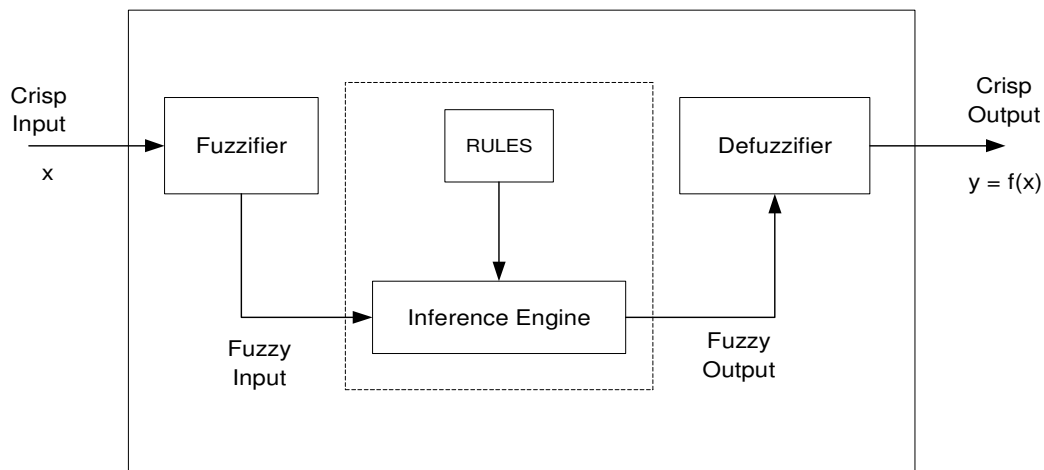 Crisp
Input
x
Fuzzifier
RULES
Defuzzifier
Crisp
Output
y = f(x)
Inference Engine
Fuzzy
Input
Fuzzy
Output